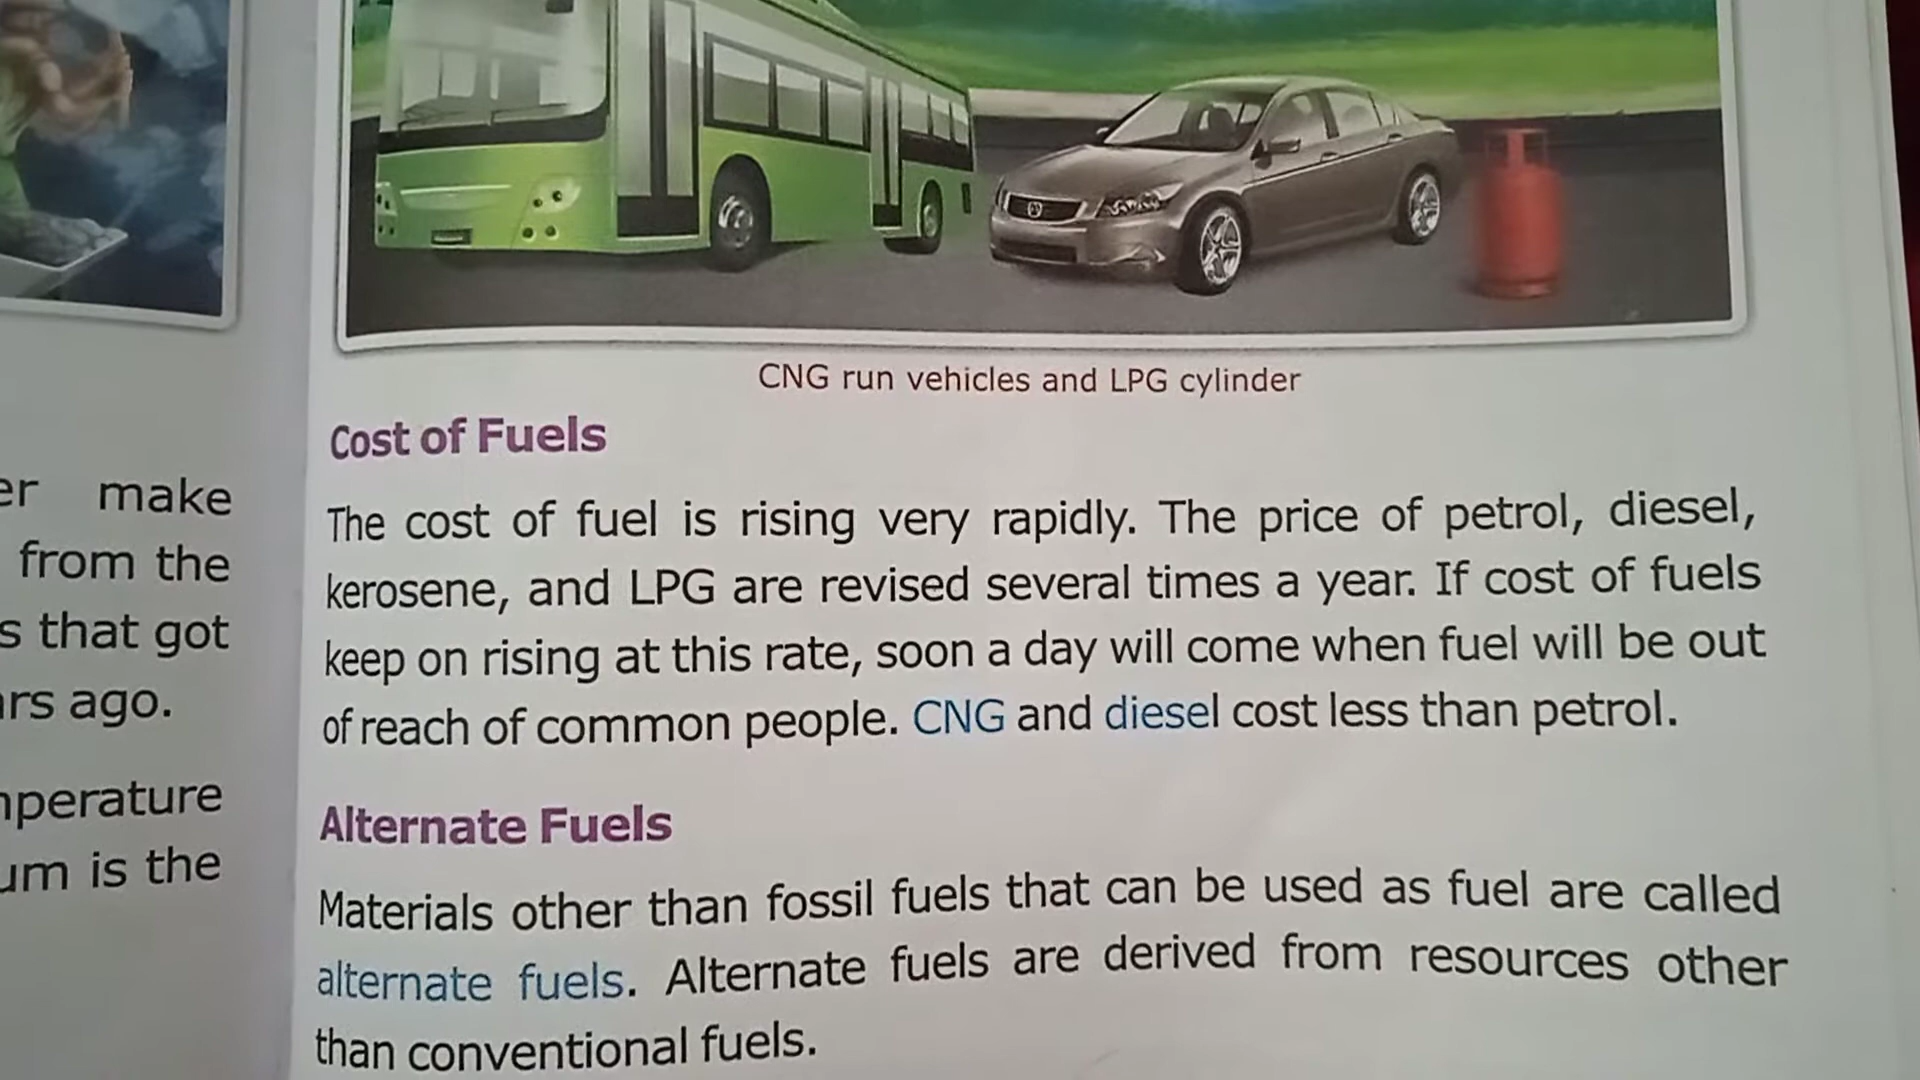 er make
from the
s that got
rs ago.
perature
um is the
CNG run vehicles and LPG cylinder
Cost of Fuels
The cost of fuel is rising very rapidly. The price of petrol, diesel,
kerosene, and LPG are revised several times a year. If cost of fuels
keep on rising at this rate, soon a day will come when fuel will be out
of reach of common people. CNG and diesel cost less than petrol.
Alternate Fuels
Materials other than fossil fuels that can be used as fuel are called
alternate fuels. Alternate fuels are derived from resources other
than conventional fuels.